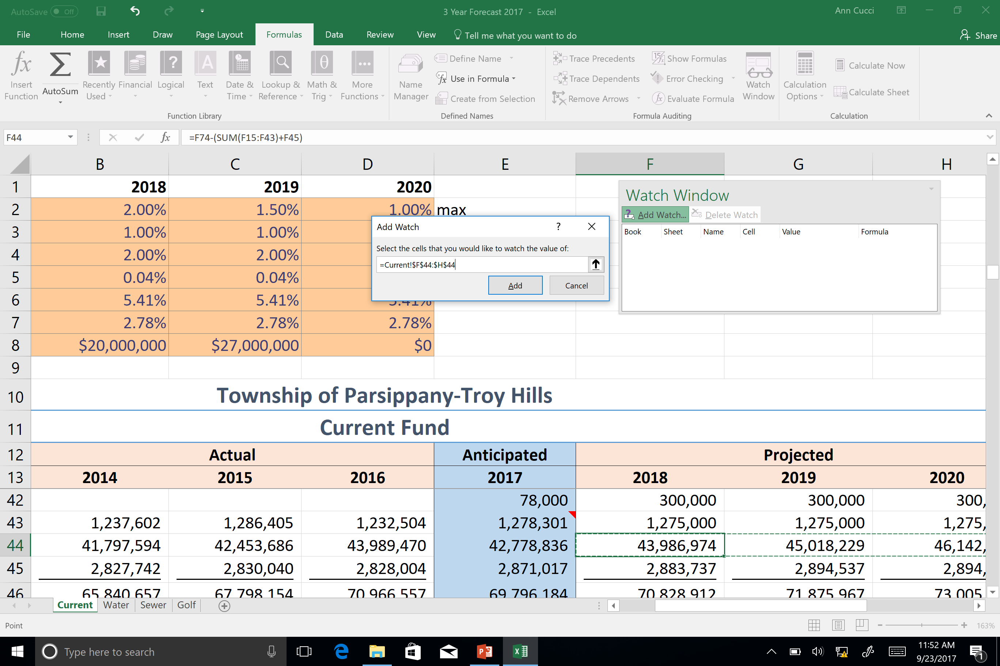 AutoSave Off
3 Year Forecast 2017 - Excel
Ann Cucci
File Home Insert Draw Page Layout Formulas Data Review View Tell me what you want to do Share
Insert Function
AutoSum
Recently Used
Financial
Logical
Text
Date & Time
Lookup & Reference
Math & Trig
More Functions
Function Library
Name Manager
Define Name
Use in Formula
Create from Selection
Defined Names
Trace Precedents
Trace Dependents
Remove Arrows
Show Formulas
Error Checking
Evaluate Formula
Watch Window
Formula Auditing
Calculation Options
Calculate Now
Calculate Sheet
Calculation
F44 fx =F74-(SUM(F15:F43)+F45)
B C D E F G H
1 2018 2019 2020
2 2.00% 1.50% 1.00% max
3 1.00% 1.00%
4 2.00% 2.00%
5 0.04% 0.04%
6 5.41% 5.41% 5.41%
7 2.78% 2.78% 2.78%
8 $20,000,000 $27,000,000 $0
9
Watch Window
Add Watch... Delete Watch
Book Sheet Name Cell Value Formula
Add Watch ?
Select the cells that you would like to watch the value of:
=Current!$F$44:$H$44
Add Cancel
10 Township of Parsippany-Troy Hills
11 Current Fund
12 Actual Anticipated Projected
13 2014 2015 2016 2017 2018 2019 2020
42 78,000 300,000 300,000 300,
43 1,237,602 1,286,405 1,232,504 1,278,301 1,275,000 1,275,000 1,275,
44 41,797,594 42,453,686 43,989,470 42,778,836 43,986,974 45,018,229 46,142,
45 2,827,742 2,830,040 2,828,004 2,871,017 2,883,737 2,894,537 2,894,
46 65,840,657 67,798,154 70,966,557 69,796,184 70,828,912 71,875,967 73,005,
Current Water Sewer Golf
Point
163%
Type here to search
11:52 AM
9/23/2017
1